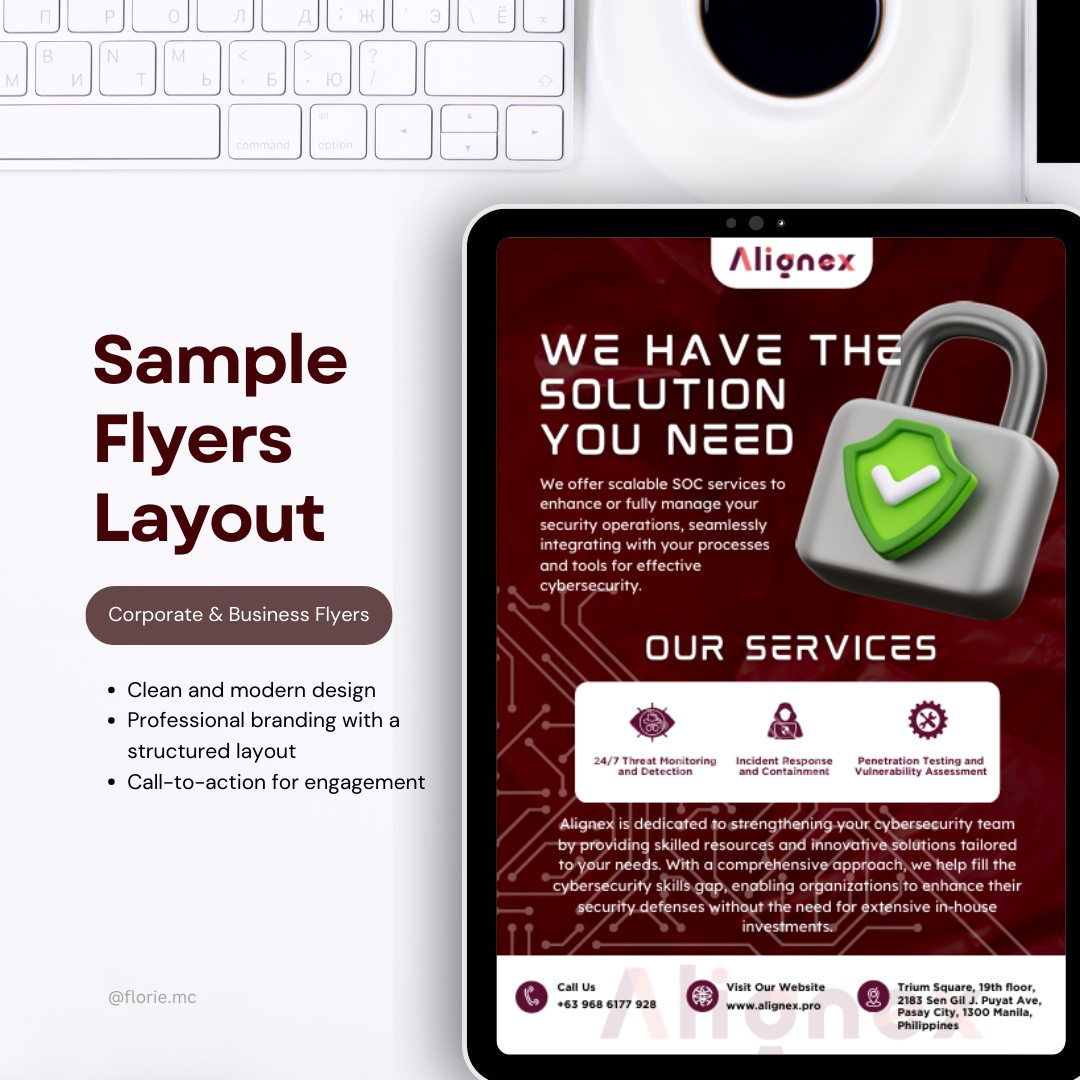 П Р О Л Д ; Ж Э \ Ё
М В И N Т M Ь < , Б > . Ю ? /
command alt option
Sample
Flyers
Layout
Corporate & Business Flyers
Clean and modern design
Professional branding with a
structured layout
Call-to-action for engagement
@florie.mc
Alignex
WE HAVE THE
SOLUTION
YOU NEED
We offer scalable SOC services to
enhance or fully manage your
security operations, seamlessly
integrating with your processes
and tools for effective
cybersecurity.
OUR SERVICES
24/7 Threat Monitoring
and Detection
Incident Response
and Containment
Penetration Testing and
Vulnerability Assessment
Alignex is dedicated to strengthening your cybersecurity team
by providing skilled resources and innovative solutions tailored
to your needs. With a comprehensive approach, we help fill the
cybersecurity skills gap, enabling organizations to enhance their
security defenses without the need for extensive in-house
investments.
Alignex
Call Us
+63 968 6177 928
Visit Our Website
www.alignex.pro
Trium Square, 19th floor,
2183 Sen Gil J. Puyat Ave,
Pasay City, 1300 Manila,
Philippines